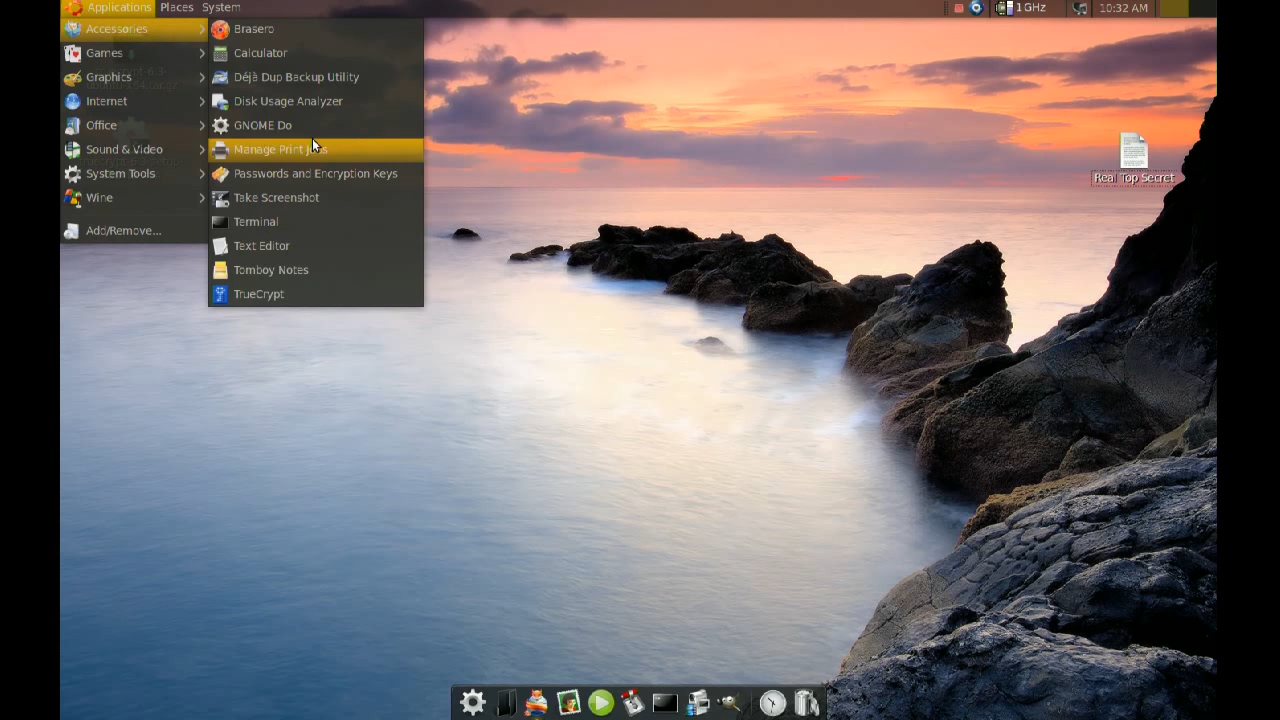 Applications Places System
1 GHz 10:32 AM
Accessories
Games
Graphics
Internet
Office
Sound & Video
System Tools
Wine
Add/Remove...
Brasero
Calculator
Déjà Dup Backup Utility
Disk Usage Analyzer
GNOME Do
Manage Print Jobs
Passwords and Encryption Keys
Take Screenshot
Terminal
Text Editor
Tomboy Notes
TrueCrypt
Real Top Secret